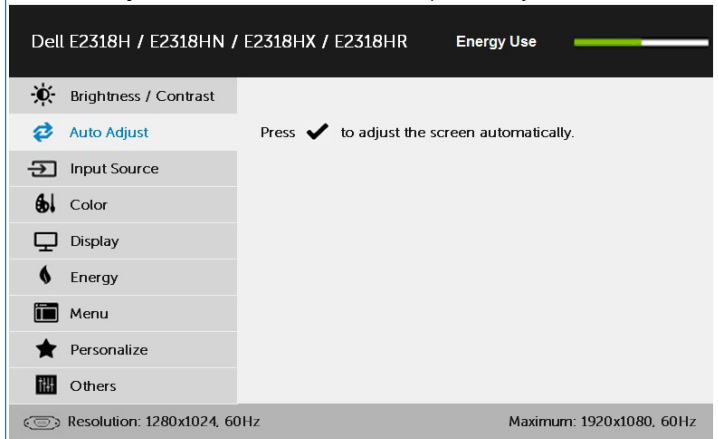 Dell E2318H / E2318HN / E2318HX / E2318HR Energy Use
Brightness / Contrast
Auto Adjust
Press ✔ to adjust the screen automatically.
Input Source
Color
Display
Energy
Menu
Personalize
Others
Resolution: 1280x1024, 60Hz Maximum: 1920x1080, 60Hz